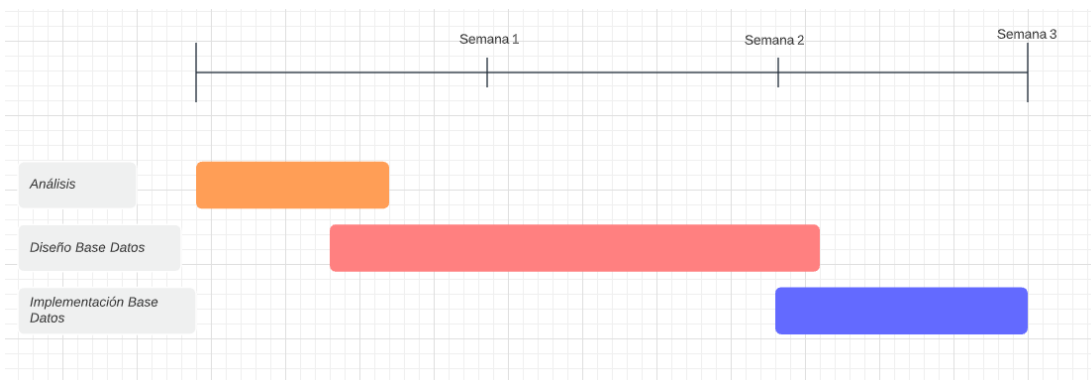 Semana 1
Semana 2
Semana 3
Análisis
Diseño Base Datos
Implementación Base
Datos